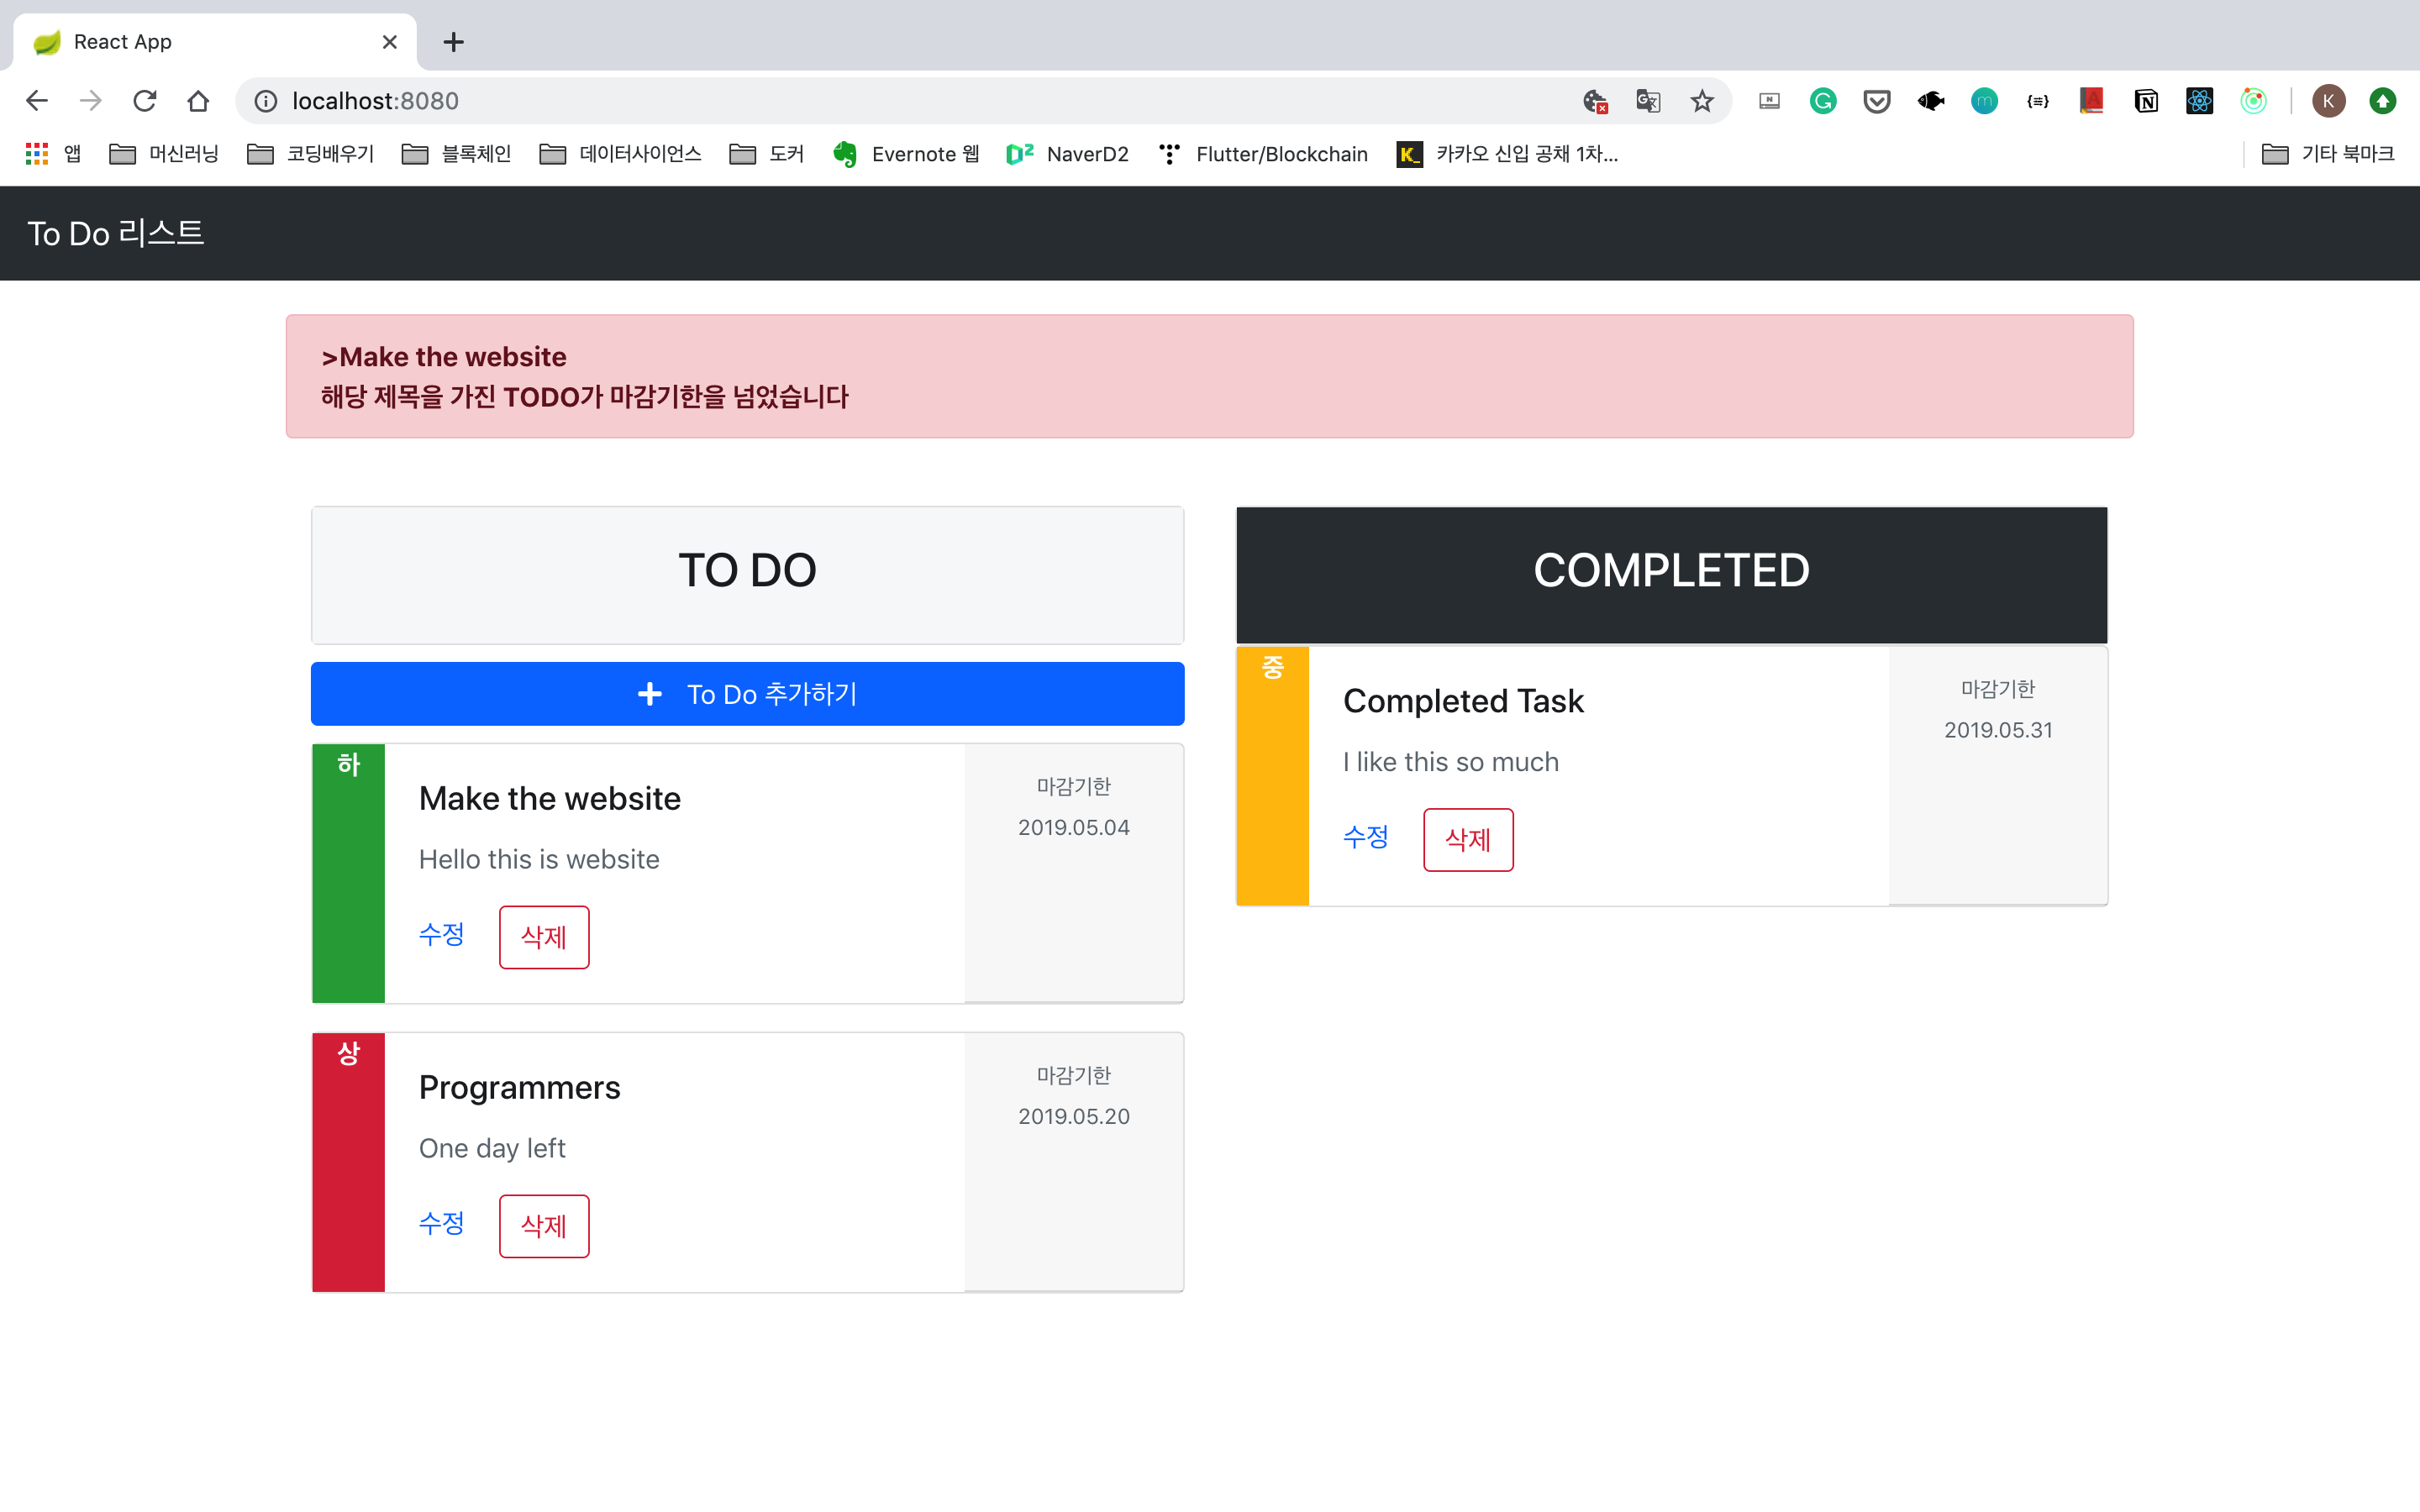 React App
localhost:8080
앱
머신러닝
코딩배우기
블록체인
데이터사이언스
도커
Evernote 웹
NaverD2
Flutter/Blockchain
카카오 신입 공채 1차...
기타 북마크
To Do 리스트
>Make the website
해당 제목을 가진 TODO가 마감기한을 넘었습니다
TO DO
To Do 추가하기
하
Make the website
Hello this is website
수정
삭제
마감기한
2019.05.04
상
Programmers
One day left
수정
삭제
마감기한
2019.05.20
COMPLETED
중
Completed Task
I like this so much
수정
삭제
마감기한
2019.05.31